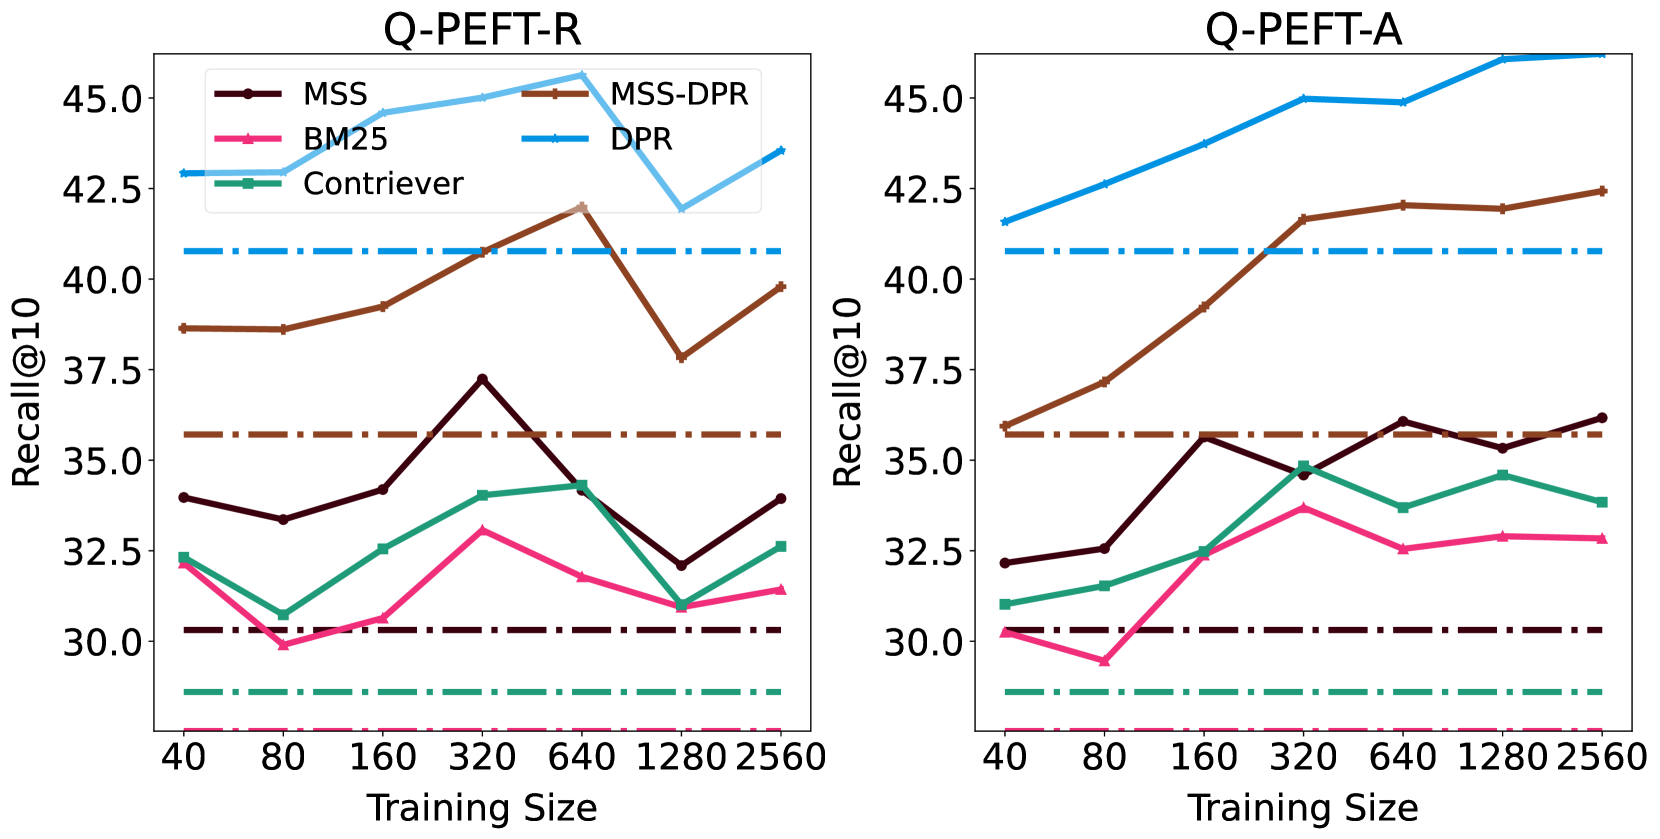 Q-PEFT-R
Recall@10
45.0
42.5
40.0
37.5
35.0
32.5
30.0
MSS
BM25
Contriever
MSS-DPR
DPR
40 80 160 320 640 1280 2560
Training Size
Q-PEFT-A
Recall@10
45.0
42.5
40.0
37.5
35.0
32.5
30.0
40 80 160 320 640 1280 2560
Training Size